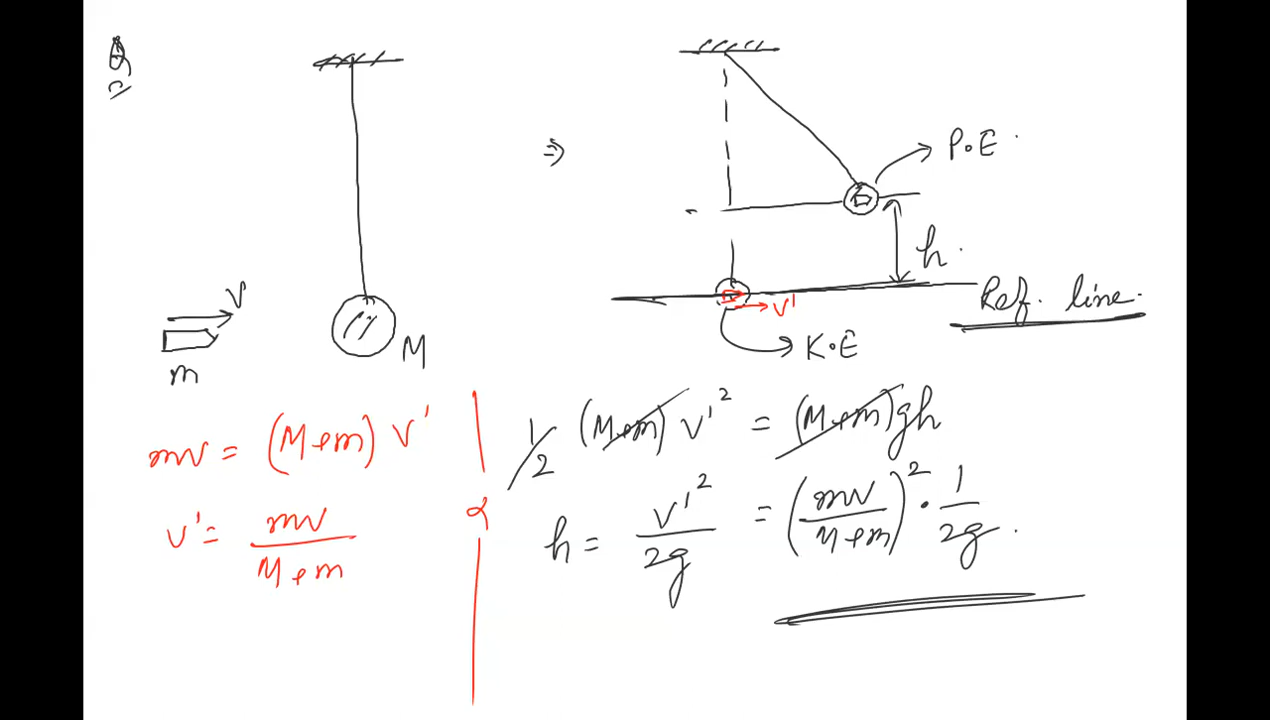 Q
⇒
P.E.
h.
v
M
m
v'
Ref. line.
K.E
mv = (M+m) v'
v' = mv/(M+m)
&
1/2 (M+m) v'² = (M+m)gh
h = v'²/2g = (mv/(M+m))² · 1/2g.